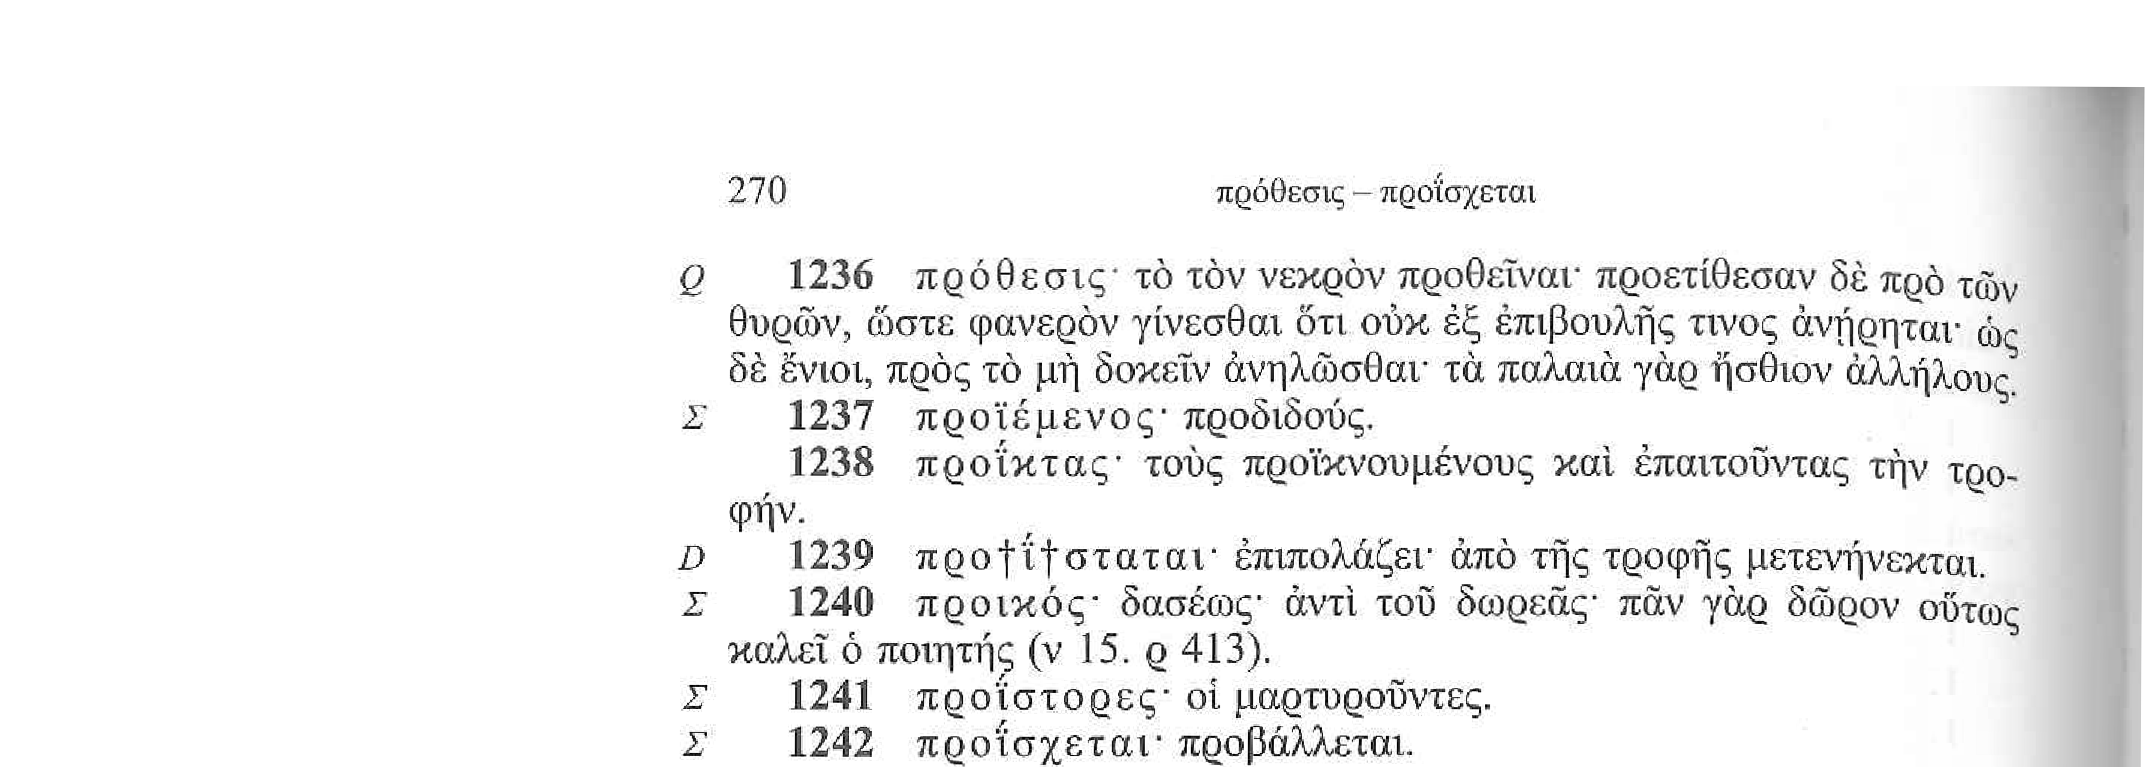 270 πρόθεσις – προΐσχεται
Q 1236 πρόθεσις· τὸ τὸν νεκρὸν προθεῖναι· προετίθεσαν δὲ πρὸ τῶν
θυρῶν, ὥστε φανερὸν γίνεσθαι ὅτι οὐκ ἐξ ἐπιβουλῆς τινος ἀνῄρηται· ὡς
δὲ ἔνιοι, πρὸς τὸ μὴ δοκεῖν ἀνηλῶσθαι· τὰ παλαιὰ γὰρ ἤσθιον ἀλλήλους.
Σ 1237 προϊέμενος· προδιδούς.
1238 προΐκτας· τοὺς προϊκνουμένους καὶ ἐπαιτοῦντας τὴν τρο-
φήν.
D 1239 προ†ΐ†σταται· ἐπιπολάζει· ἀπὸ τῆς τροφῆς μετενήνεκται.
Σ 1240 προικός· δασέως· ἀντὶ τοῦ δωρεᾶς· πᾶν γὰρ δῶρον οὕτως
καλεῖ ὁ ποιητής (ν 15. ρ 413).
Σ 1241 προΐστορες· οἱ μαρτυροῦντες.
Σ 1242 προΐσχεται· προβάλλεται.